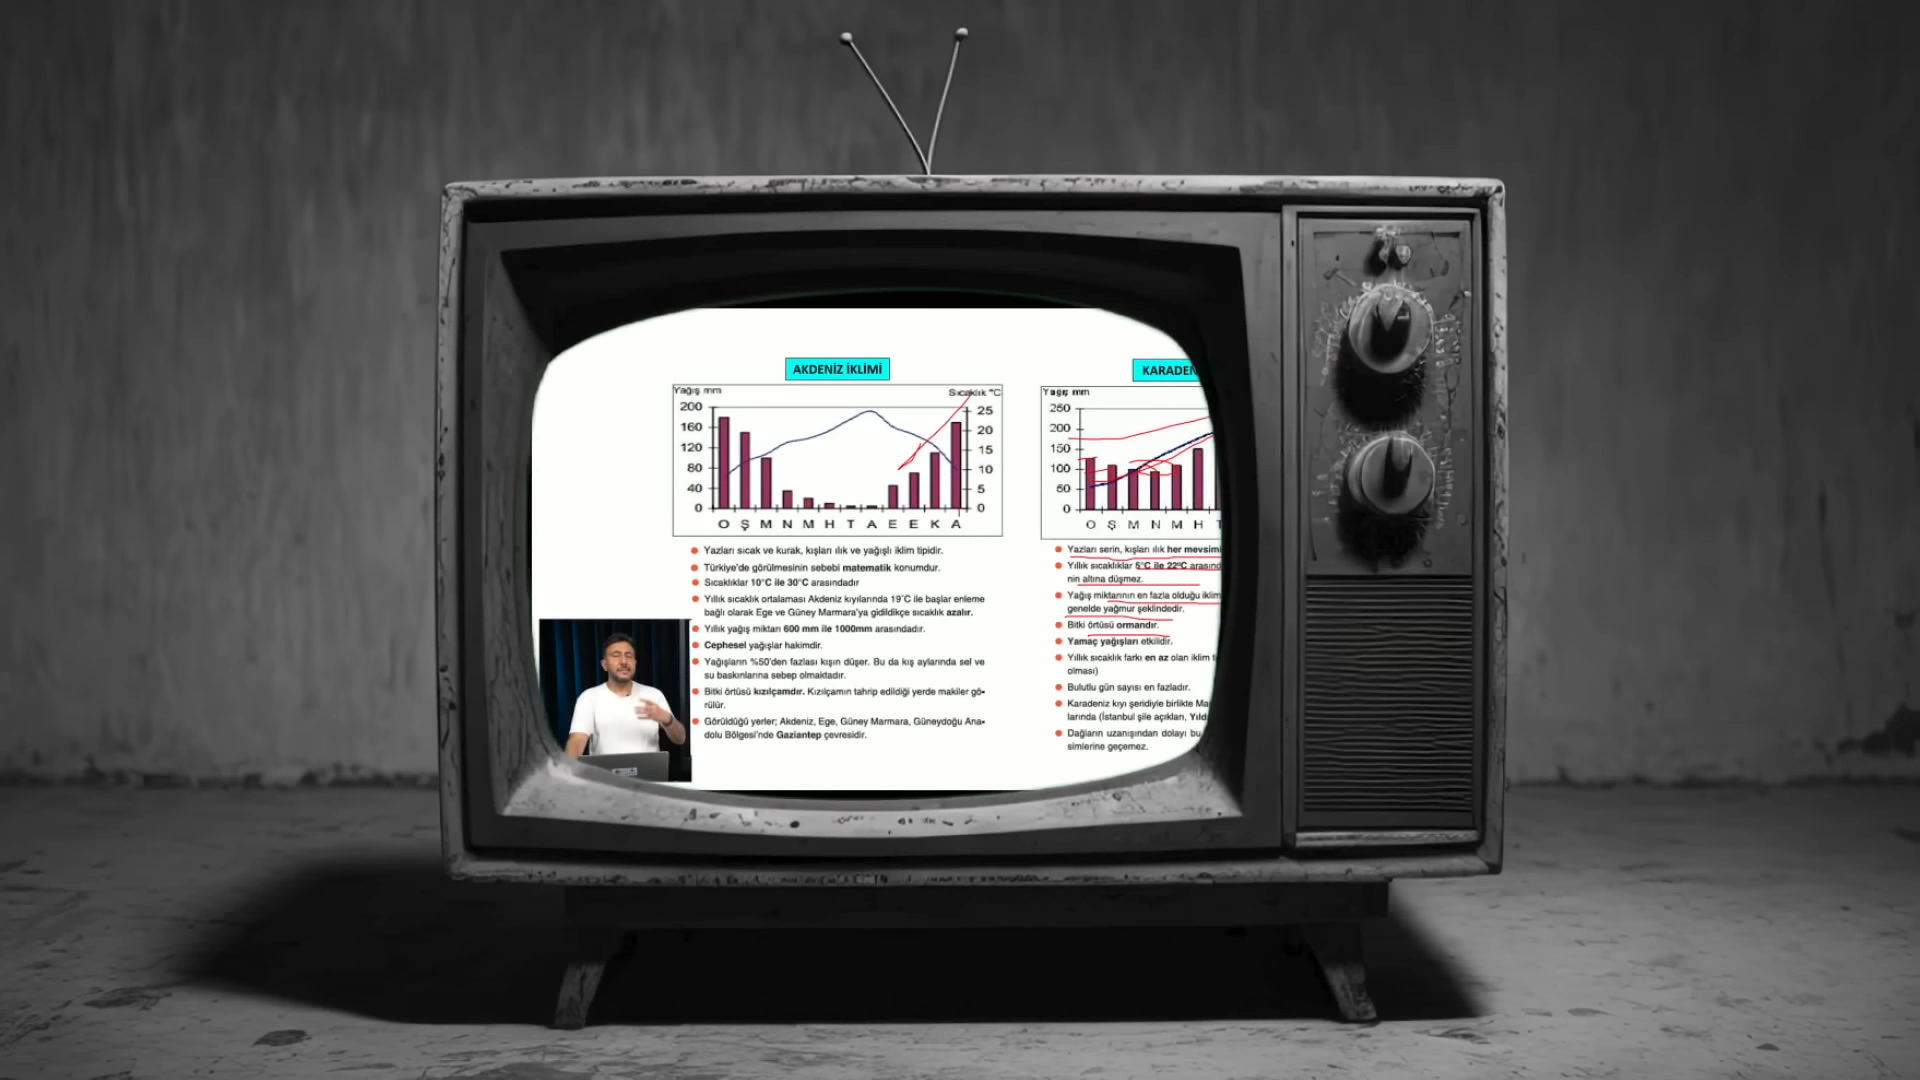 AKDENİZ İKLİMİ
Yağış mm
Sıcaklık °C
200
160
120
80
40
0
25
20
15
10
5
0
O Ş M N M H T A E E K A
Yazları sıcak ve kurak, kışları ılık ve yağışlı iklim tipidir.
Türkiye'de görülmesinin sebebi matematik konumdur.
Sıcaklıklar 10°C ile 30°C arasındadır
Yıllık sıcaklık ortalaması Akdeniz kıyılarında 19°C ile başlar enleme
bağlı olarak Ege ve Güney Marmara'ya gidildikçe sıcaklık azalır.
Yıllık yağış miktarı 600 mm ile 1000mm arasındadır.
Cephesel yağışlar hakimdir.
Yağışların %50'den fazlası kışın düşer. Bu da kış aylarında sel ve
su baskınlarına sebep olmaktadır.
Bitki örtüsü kızılçamdır. Kızılçamın tahrip edildiği yerde makiler gö-
rülür.
Görüldüğü yerler; Akdeniz, Ege, Güney Marmara, Güneydoğu Ana-
dolu Bölgesi'nde Gaziantep çevresidir.
KARADEN
Yağış mm
250
200
150
100
50
0
O Ş M N M H T
Yazları serin, kışları ılık her mevsimi
Yıllık sıcaklıklar 5°C ile 22°C arasınd
nin altına düşmez.
Yağış miktarının en fazla olduğu iklim
genelde yağmur şeklindedir.
Bitki örtüsü ormandır.
Yamaç yağışları etkilidir.
Yıllık sıcaklık farkı en az olan iklim ti
olması)
Bulutlu gün sayısı en fazladır.
Karadeniz kıyı şeridiyle birlikte Ma
larında (İstanbul şile açıkları, Yıld
Dağların uzanışından dolayı bu
simlerine geçemez.